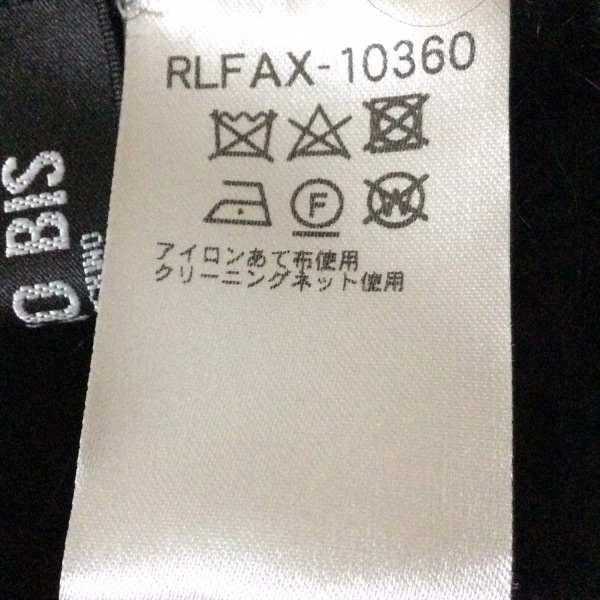 RLFAX-10360
F
W
アイロンあて布使用
クリーニングネット使用
O BIS